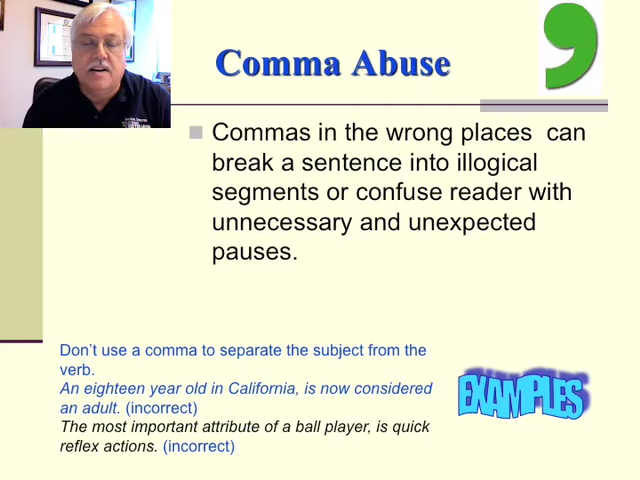 Comma Abuse
Commas in the wrong places  can
break a sentence into illogical
segments or confuse reader with
unnecessary and unexpected
pauses.
Don’t use a comma to separate the subject from the
verb.
An eighteen year old in California, is now considered
an adult. (incorrect)
The most important attribute of a ball player, is quick
reflex actions. (incorrect)
EXAMPLES